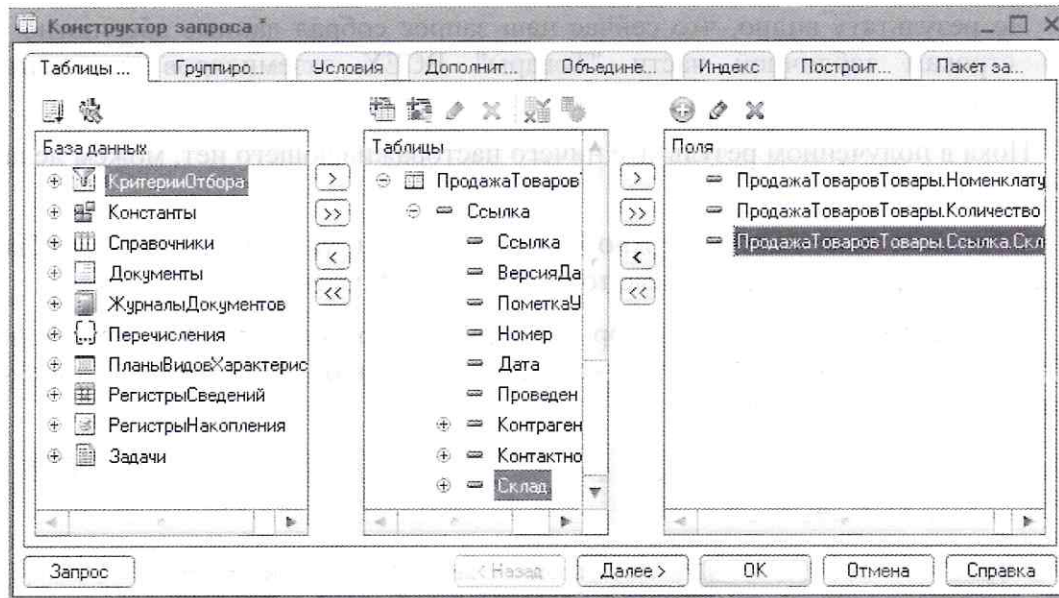 Конструктор запроса *
Таблицы ... Группиро... Условия Дополнит... Объедине... Индекс Построит... Пакет за...
База данных
КритерииОтбора
Константы
Справочники
Документы
ЖурналыДокументов
Перечисления
ПланыВидовХарактерис
РегистрыСведений
РегистрыНакопления
Задачи
Таблицы
ПродажаТоваров
Ссылка
Ссылка
ВерсияДа
ПометкаУ
Номер
Дата
Проведен
Контраген
Контактно
Склад
Поля
ПродажаТоваровТовары.Номенклату
ПродажаТоваровТовары.Количество
ПродажаТоваровТовары.Ссылка.Скл
>
>>
<
<<
>
>>
<
<<
Запрос < Назад Далее > ОК Отмена Справка